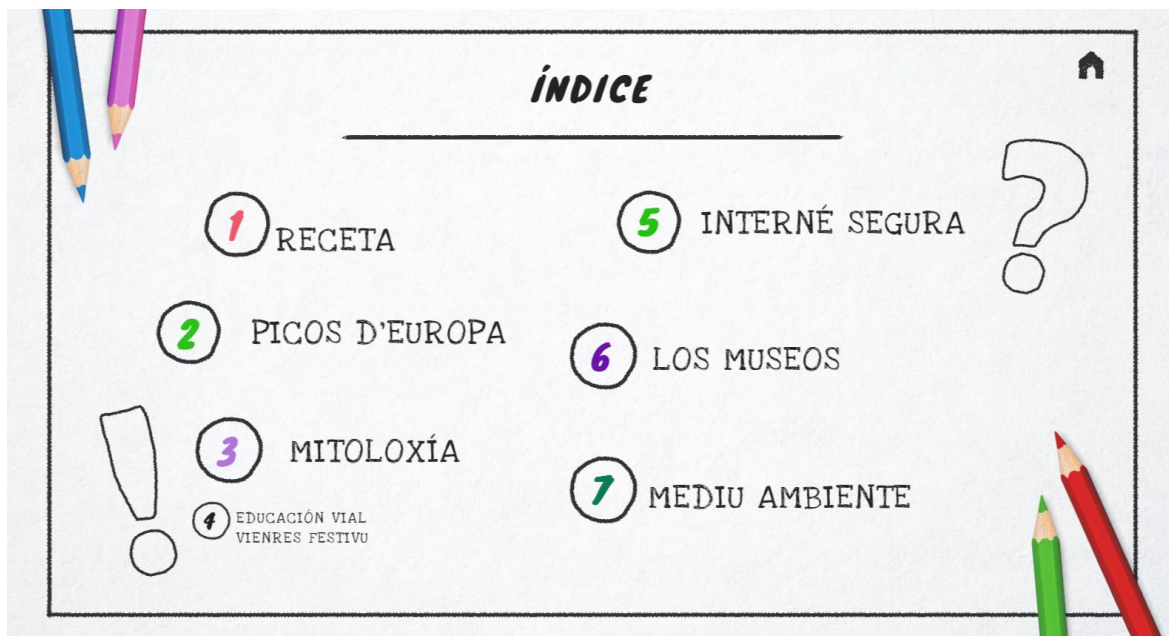 ÍNDICE
1 RECETA
2 PICOS D'EUROPA
3 MITOLOXÍA
4 EDUCACIÓN VIAL
VIENRES FESTIVU
5 INTERNÉ SEGURA
6 LOS MUSEOS
7 MEDIU AMBIENTE